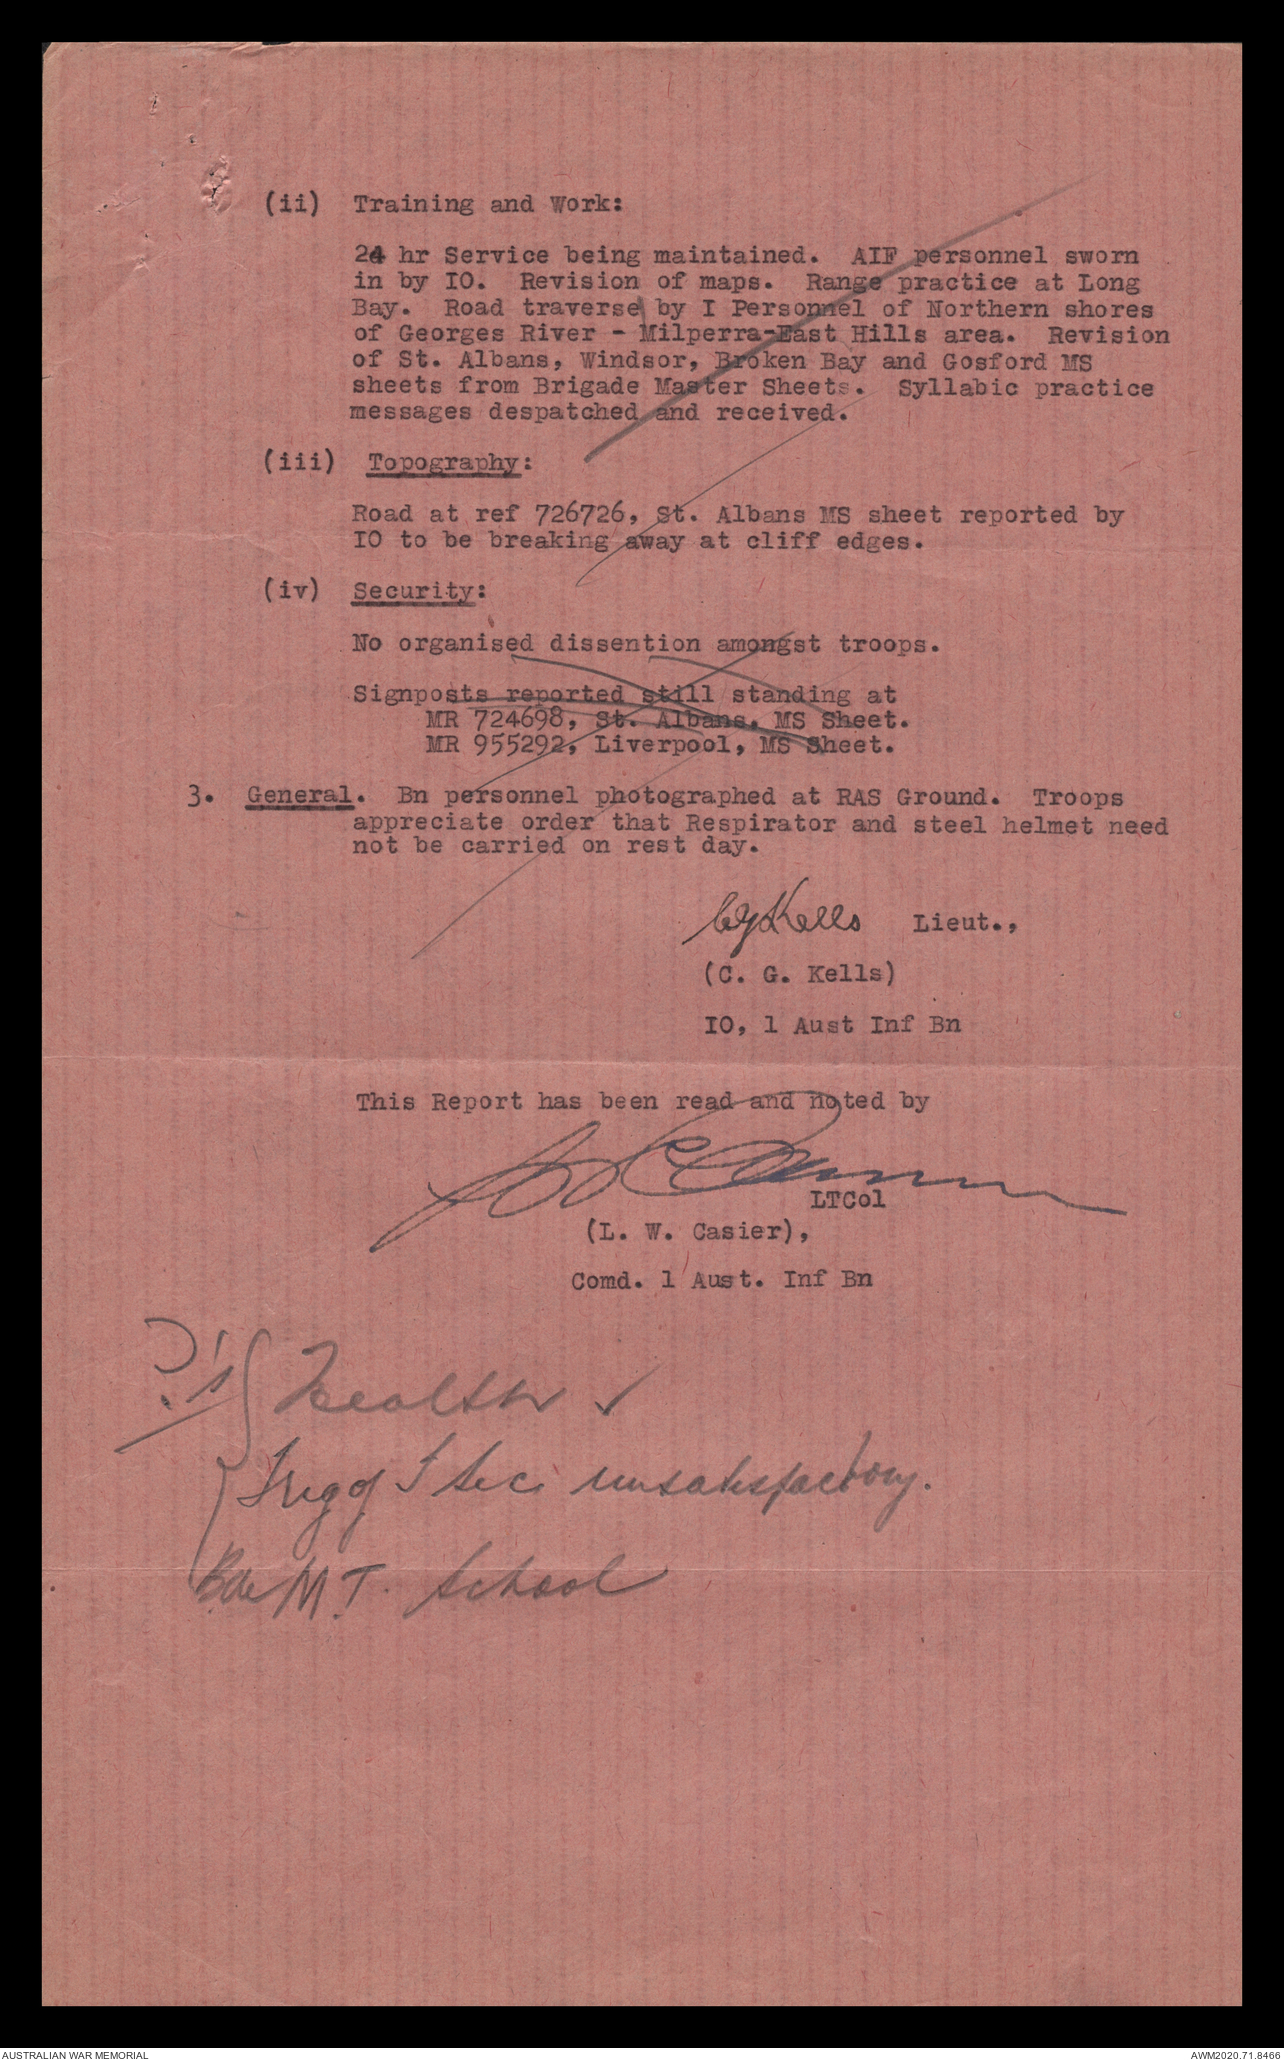 (ii) Training and Work:
24 hr Service being maintained. AIF personnel sworn
in by IO. Revision of maps. Range practice at Long
Bay. Road traverse by I Personnel of Northern shores
of Georges River - Milperra-East Hills area. Revision
of St. Albans, Windsor, Broken Bay and Gosford MS
sheets from Brigade Master Sheets. Syllabic practice
messages despatched and received.
(iii) Topography:
Road at ref 726726, St. Albans MS sheet reported by
IO to be breaking away at cliff edges.
(iv) Security:
No organised dissention amongst troops.
Signposts reported still standing at
MR 724698, St. Albans. MS Sheet.
MR 955292, Liverpool, MS Sheet.
3. General. Bn personnel photographed at RAS Ground. Troops
appreciate order that Respirator and steel helmet need
not be carried on rest day.
CGKells Lieut.,
(C. G. Kells)
IO, 1 Aust Inf Bn
This Report has been read and noted by
LTCol
(L. W. Casier),
Comd. 1 Aust. Inf Bn
Health ✓
Trg of I Sec unsatisfactory.
Bde M.T. School
AUSTRALIAN WAR MEMORIAL
AWM2020.71.8466